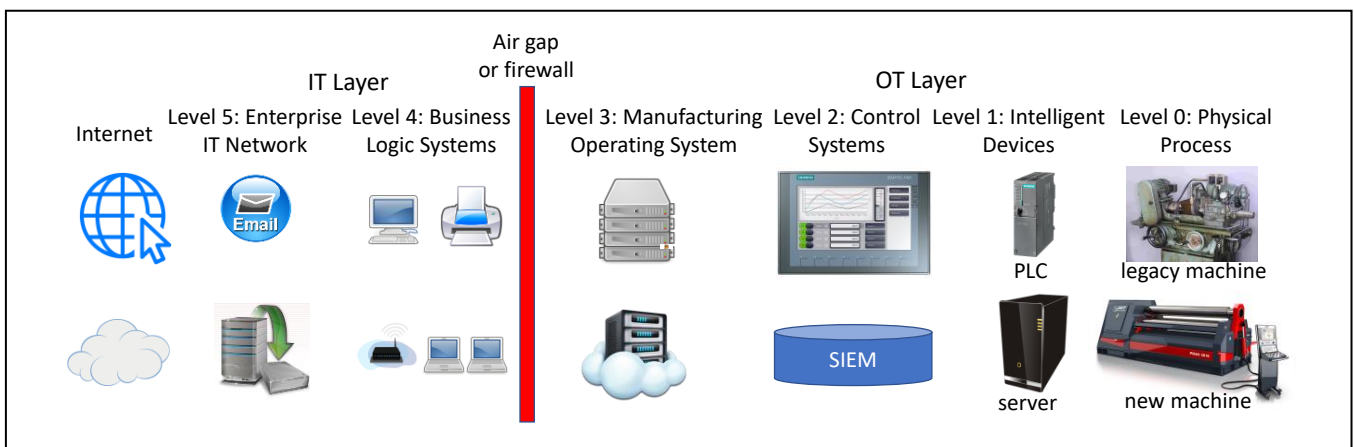 Air gap
or firewall
IT Layer
OT Layer
Internet
Level 5: Enterprise
IT Network
Level 4: Business
Logic Systems
Level 3: Manufacturing
Operating System
Level 2: Control
Systems
Level 1: Intelligent
Devices
Level 0: Physical
Process
Email
SIEMENS
PLC
legacy machine
SIEM
server
new machine